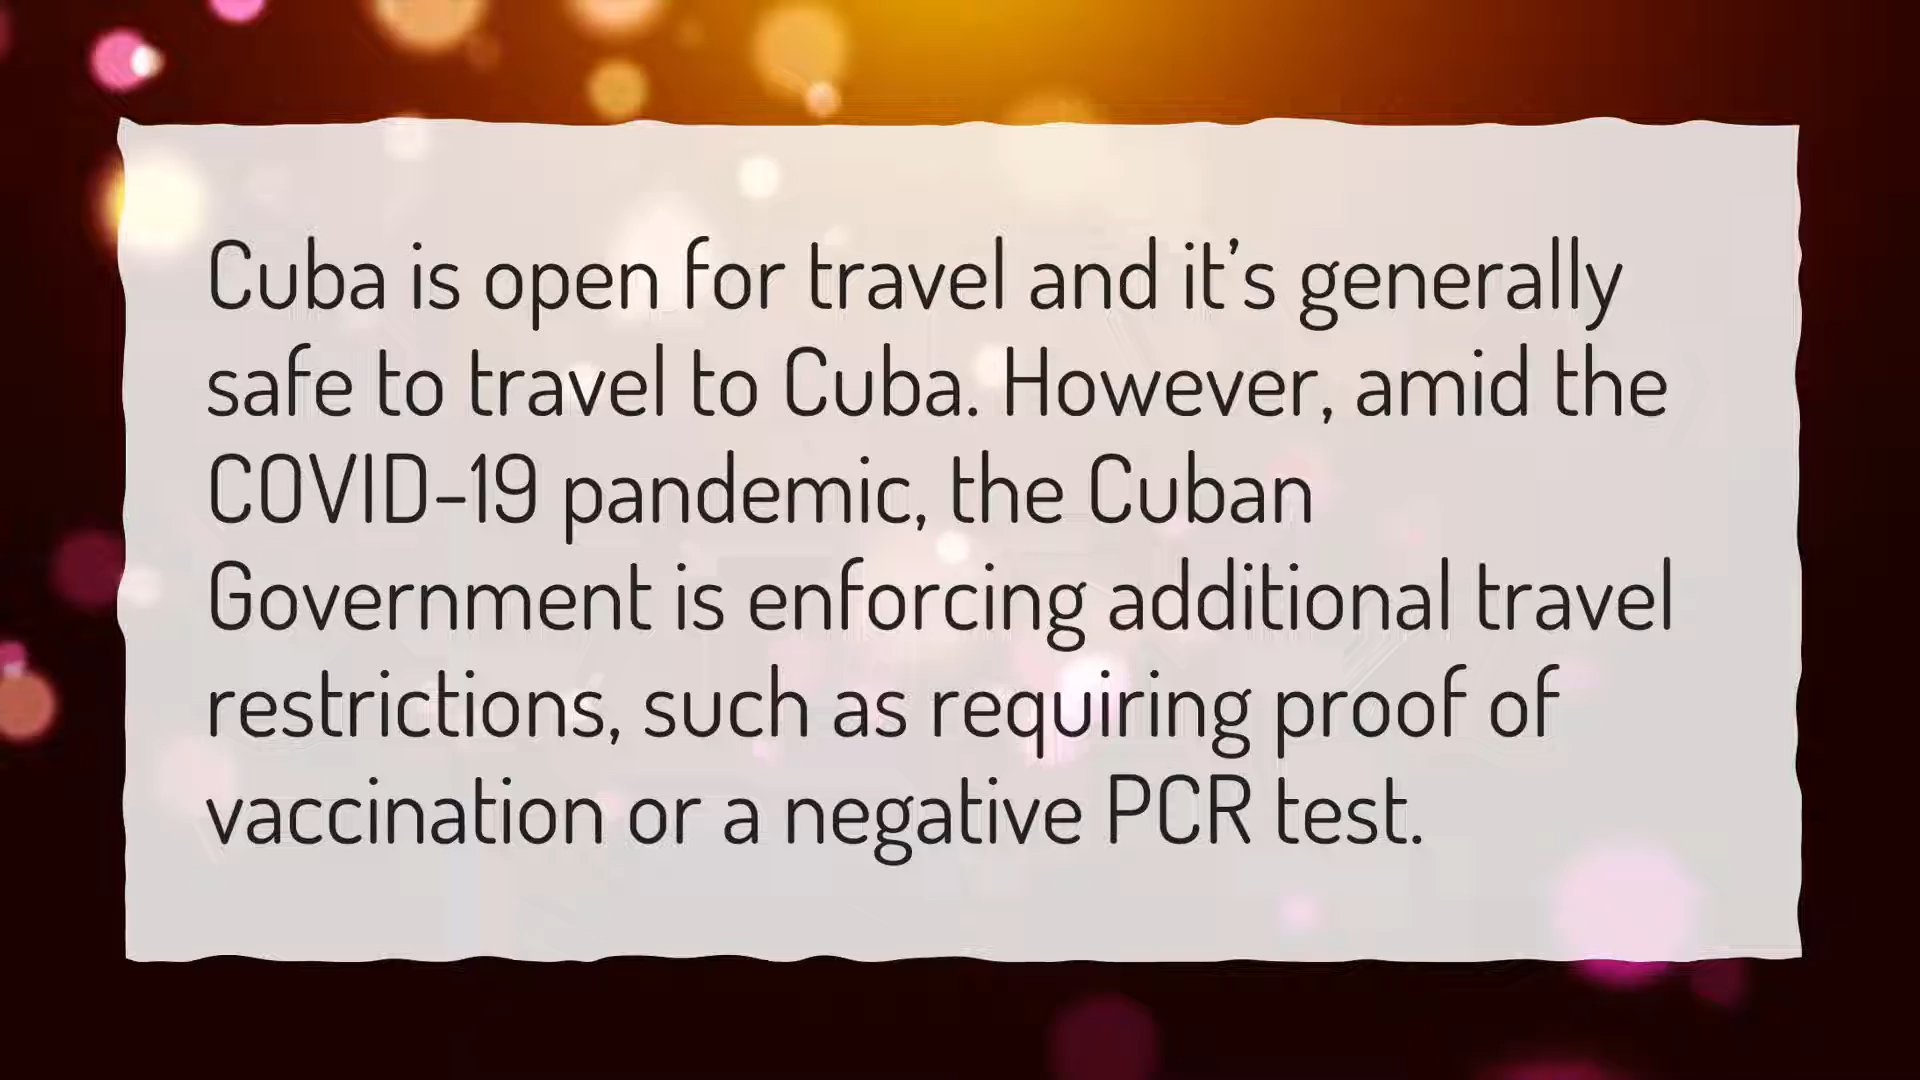 Cuba is open for travel and it’s generally
safe to travel to Cuba. However, amid the
COVID-19 pandemic, the Cuban
Government is enforcing additional travel
restrictions, such as requiring proof of
vaccination or a negative PCR test.